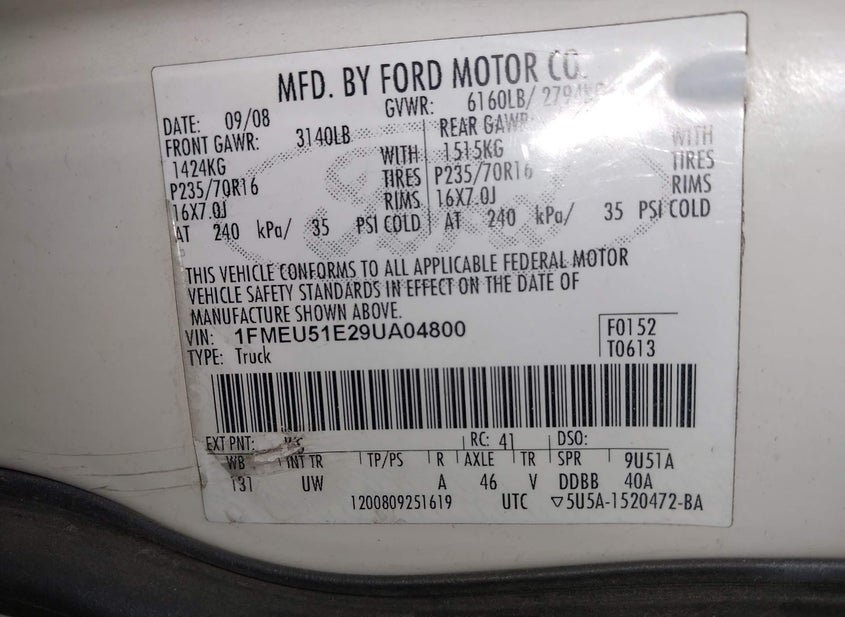 MFD. BY FORD MOTOR CO.
DATE: 09/08 GVWR: 6160LB/ 2794KG
FRONT GAWR: 3140LB REAR GAWR:
1424KG WITH 1515KG WITH
P235/70R16 TIRES P235/70R16 TIRES
16X7.0J RIMS 16X7.0J RIMS
AT 240 kPa/ 35 PSI COLD AT 240 kPa/ 35 PSI COLD
Ford
THIS VEHICLE CONFORMS TO ALL APPLICABLE FEDERAL MOTOR
VEHICLE SAFETY STANDARDS IN EFFECT ON THE DATE OF
MANUFACTURE SHOWN ABOVE.
VIN: 1FMEU51E29UA04800 F0152
TYPE: Truck T0613
EXT PNT: RC: 41 DSO:
WB INT TR TP/PS R AXLE TR SPR 9U51A
131 UW A 46 V DDBB 40A
1200809251619 UTC ▽5U5A-1520472-BA